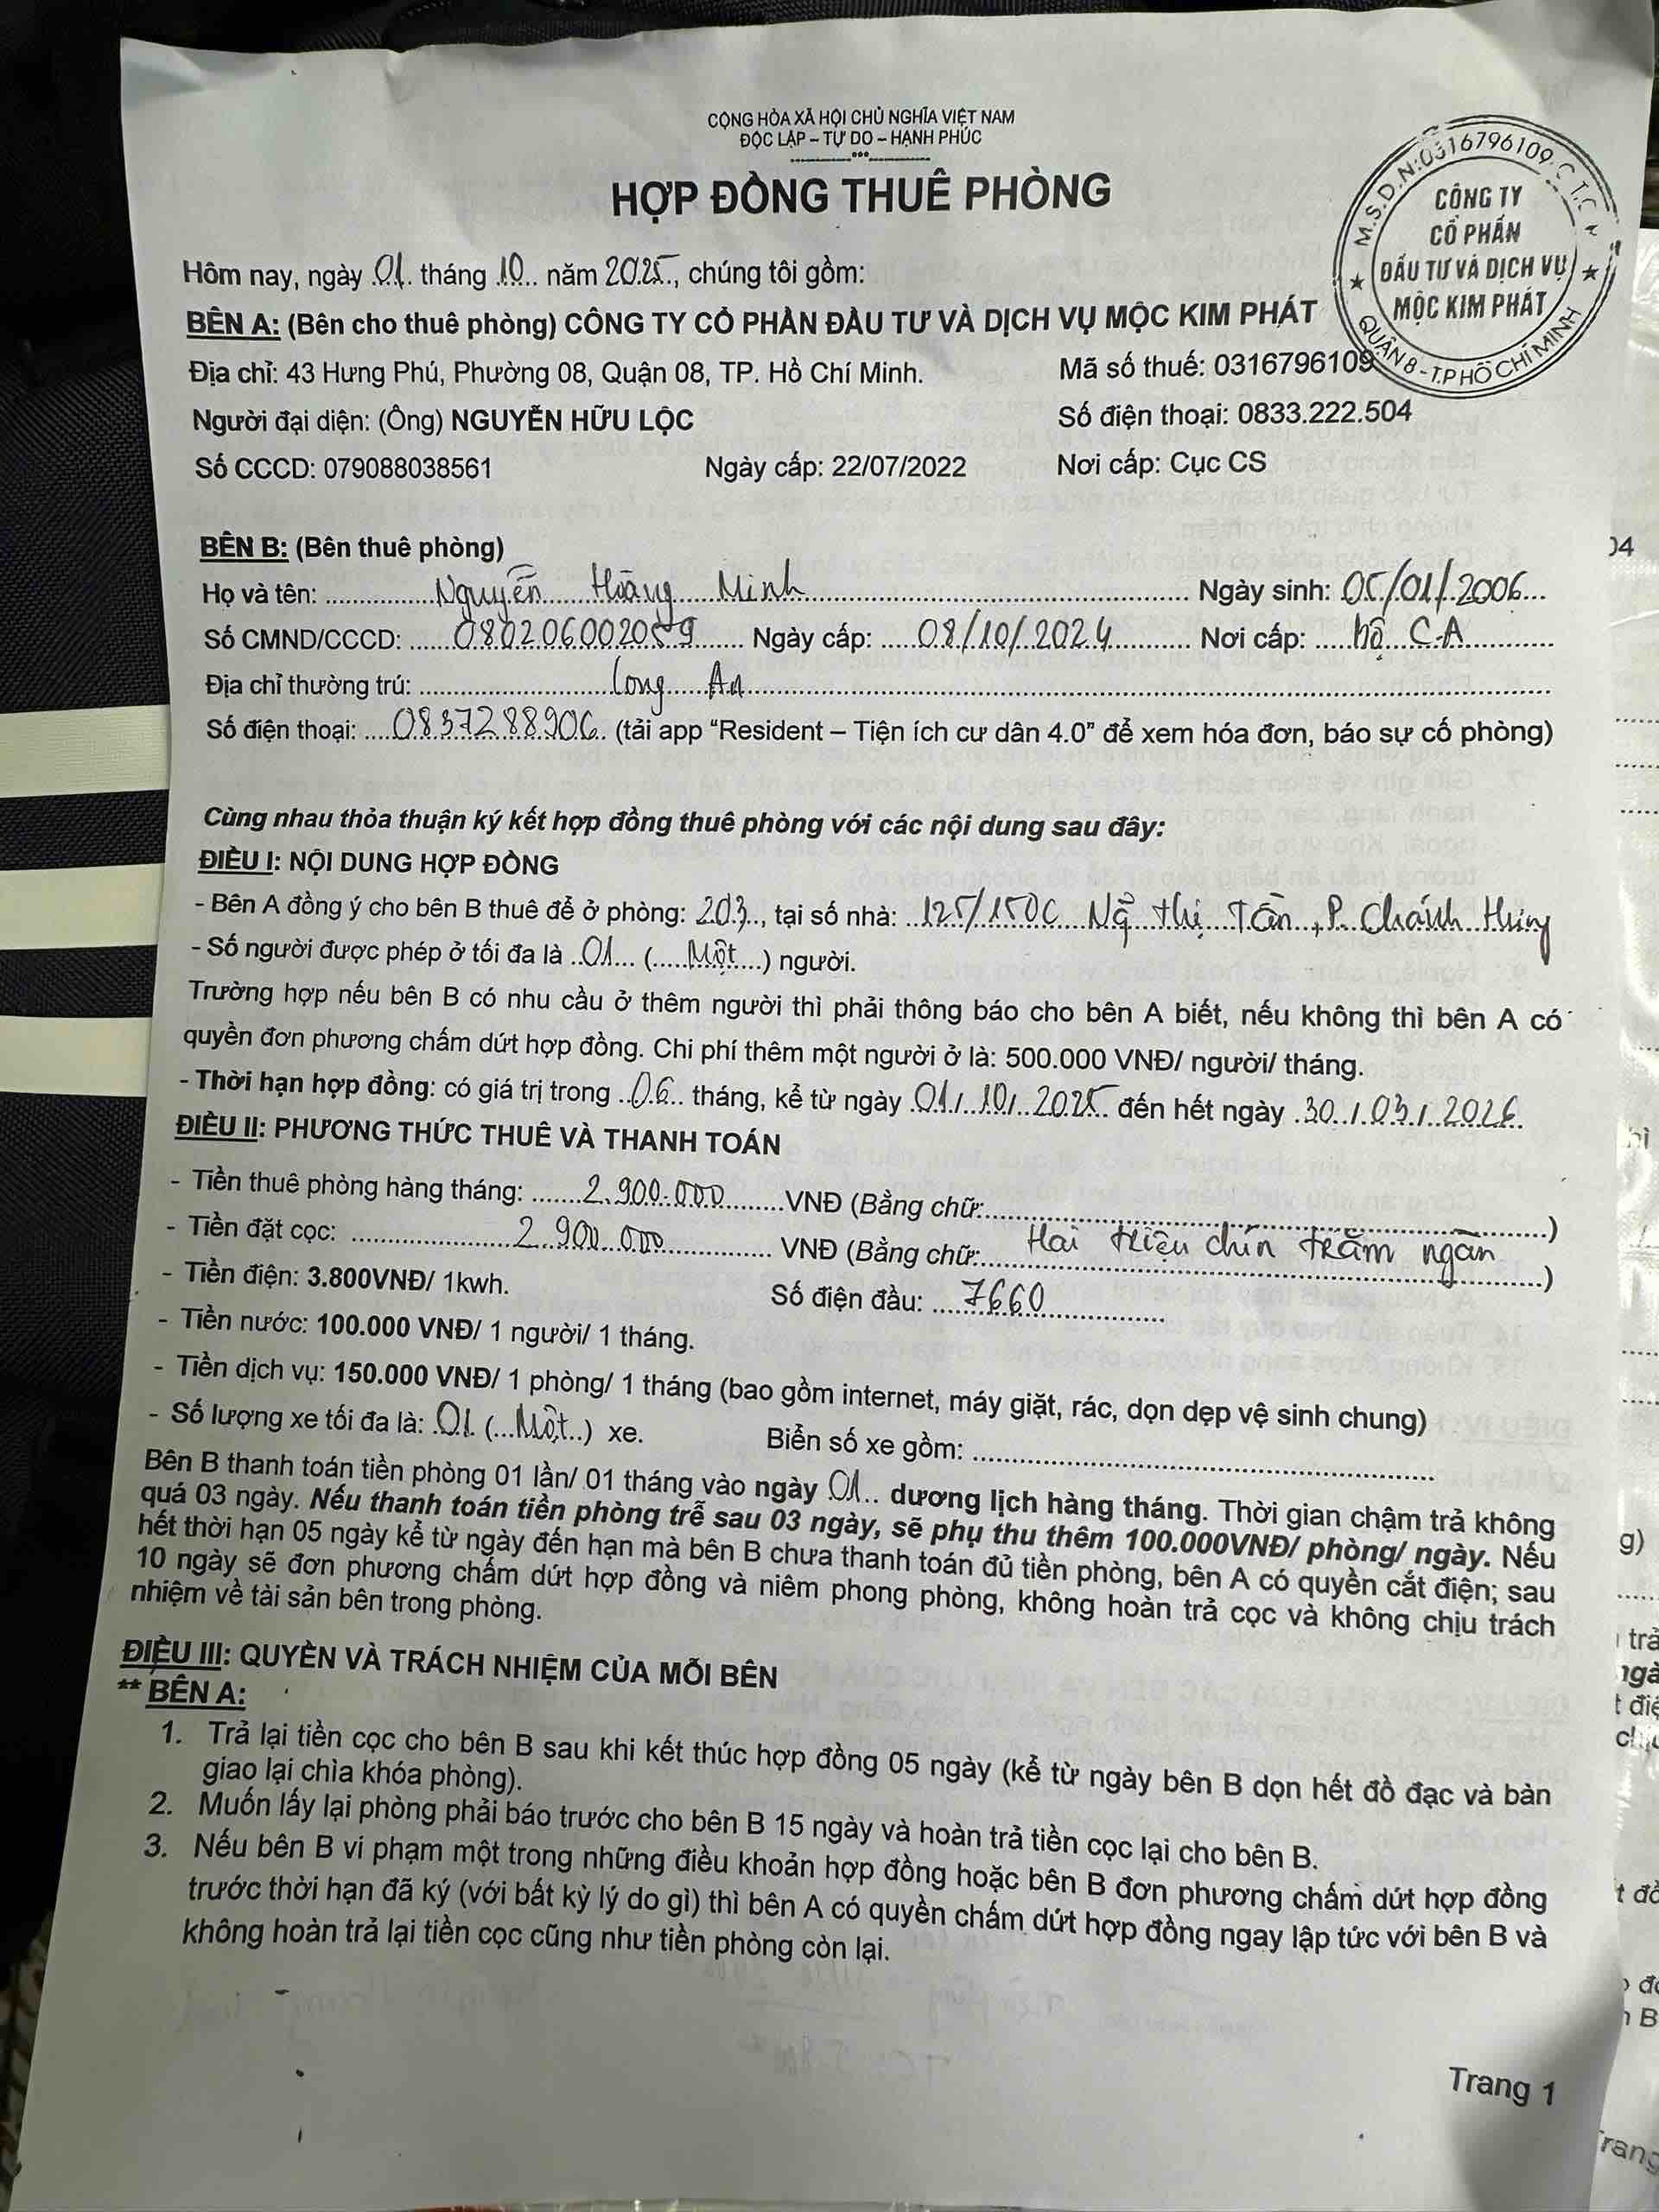 CỘNG HÒA XÃ HỘI CHỦ NGHĨA VIỆT NAM
ĐỘC LẬP – TỰ DO – HẠNH PHÚC
HỢP ĐỒNG THUÊ PHÒNG
M.S.D.N:0316796109
CÔNG TY
CỔ PHẦN
ĐẦU TƯ VÀ DỊCH VỤ
MỘC KIM PHÁT
QUẬN 8 - T.P HỒ CHÍ MINH
Hôm nay, ngày 01 tháng 10 năm 2025, chúng tôi gồm:
BÊN A: (Bên cho thuê phòng) CÔNG TY CỔ PHẦN ĐẦU TƯ VÀ DỊCH VỤ MỘC KIM PHÁT
Địa chỉ: 43 Hưng Phú, Phường 08, Quận 08, TP. Hồ Chí Minh. Mã số thuế: 0316796109
Người đại diện: (Ông) NGUYỄN HỮU LỘC Số điện thoại: 0833.222.504
Số CCCD: 079088038561 Ngày cấp: 22/07/2022 Nơi cấp: Cục CS
BÊN B: (Bên thuê phòng)
Họ và tên: Nguyễn Hoàng Minh Ngày sinh: 05/01/2006
Số CMND/CCCD: 080206002059 Ngày cấp: 08/10/2024 Nơi cấp: Bộ C.A
Địa chỉ thường trú: Long An
Số điện thoại: 0837288906 (tải app “Resident – Tiện ích cư dân 4.0” để xem hóa đơn, báo sự cố phòng)
Cùng nhau thỏa thuận ký kết hợp đồng thuê phòng với các nội dung sau đây:
ĐIỀU I: NỘI DUNG HỢP ĐỒNG
- Bên A đồng ý cho bên B thuê để ở phòng: 203, tại số nhà: 125/150C Ng~ Thị Tần, P. Chánh Hưng
- Số người được phép ở tối đa là 01 (Một) người.
Trường hợp nếu bên B có nhu cầu ở thêm người thì phải thông báo cho bên A biết, nếu không thì bên A có
quyền đơn phương chấm dứt hợp đồng. Chi phí thêm một người ở là: 500.000 VNĐ/ người/ tháng.
- Thời hạn hợp đồng: có giá trị trong 06 tháng, kể từ ngày 01/10/2025 đến hết ngày 30/03/2026
ĐIỀU II: PHƯƠNG THỨC THUÊ VÀ THANH TOÁN
- Tiền thuê phòng hàng tháng: 2.900.000 VNĐ (Bằng chữ: )
- Tiền đặt cọc: 2.900.000 VNĐ (Bằng chữ: Hai triệu chín trăm ngàn )
- Tiền điện: 3.800VNĐ/ 1kwh. Số điện đầu: 7660
- Tiền nước: 100.000 VNĐ/ 1 người/ 1 tháng.
- Tiền dịch vụ: 150.000 VNĐ/ 1 phòng/ 1 tháng (bao gồm internet, máy giặt, rác, dọn dẹp vệ sinh chung)
- Số lượng xe tối đa là: 01 (Một) xe. Biển số xe gồm:
Bên B thanh toán tiền phòng 01 lần/ 01 tháng vào ngày 01 dương lịch hàng tháng. Thời gian chậm trả không
quá 03 ngày. Nếu thanh toán tiền phòng trễ sau 03 ngày, sẽ phụ thu thêm 100.000VNĐ/ phòng/ ngày. Nếu
hết thời hạn 05 ngày kể từ ngày đến hạn mà bên B chưa thanh toán đủ tiền phòng, bên A có quyền cắt điện; sau
10 ngày sẽ đơn phương chấm dứt hợp đồng và niêm phong phòng, không hoàn trả cọc và không chịu trách
nhiệm về tài sản bên trong phòng.
ĐIỀU III: QUYỀN VÀ TRÁCH NHIỆM CỦA MỖI BÊN
** BÊN A:
1. Trả lại tiền cọc cho bên B sau khi kết thúc hợp đồng 05 ngày (kể từ ngày bên B dọn hết đồ đạc và bàn
giao lại chìa khóa phòng).
2. Muốn lấy lại phòng phải báo trước cho bên B 15 ngày và hoàn trả tiền cọc lại cho bên B.
3. Nếu bên B vi phạm một trong những điều khoản hợp đồng hoặc bên B đơn phương chấm dứt hợp đồng
trước thời hạn đã ký (với bất kỳ lý do gì) thì bên A có quyền chấm dứt hợp đồng ngay lập tức với bên B và
không hoàn trả lại tiền cọc cũng như tiền phòng còn lại.
Trang 1